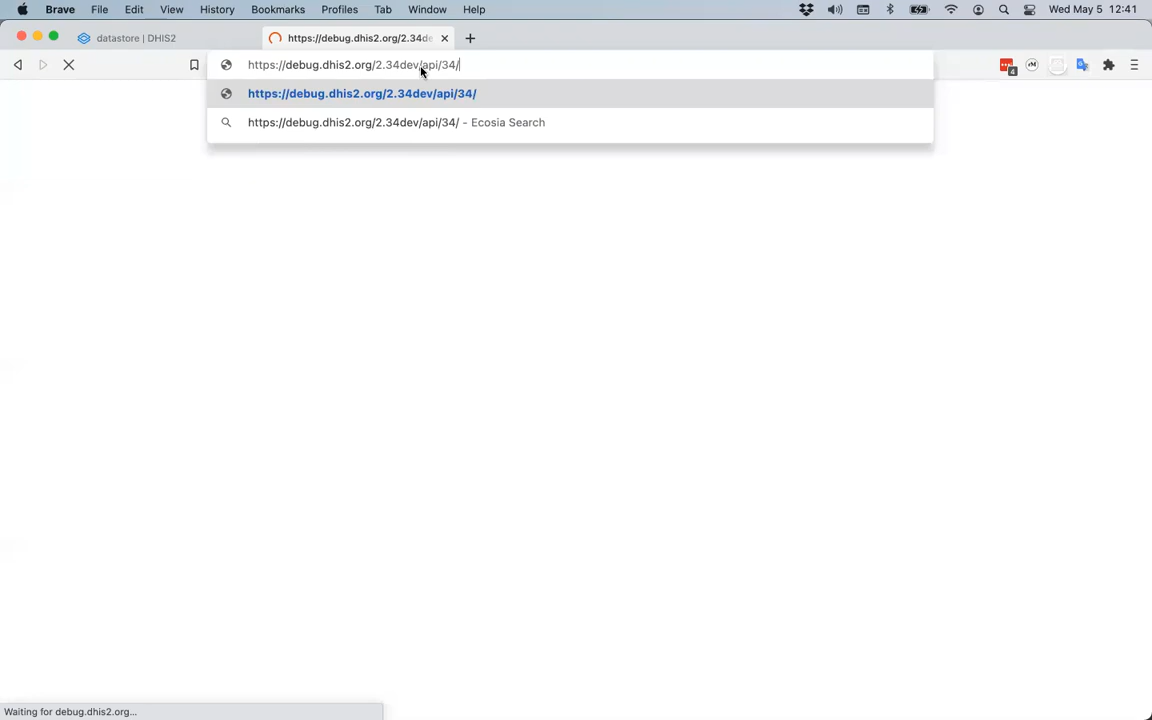 Brave File Edit View History Bookmarks Profiles Tab Window Help Wed May 5 12:41
datastore | DHIS2 https://debug.dhis2.org/2.34de
https://debug.dhis2.org/2.34dev/api/34/ 4
https://debug.dhis2.org/2.34dev/api/34/
https://debug.dhis2.org/2.34dev/api/34/ - Ecosia Search
Waiting for debug.dhis2.org...